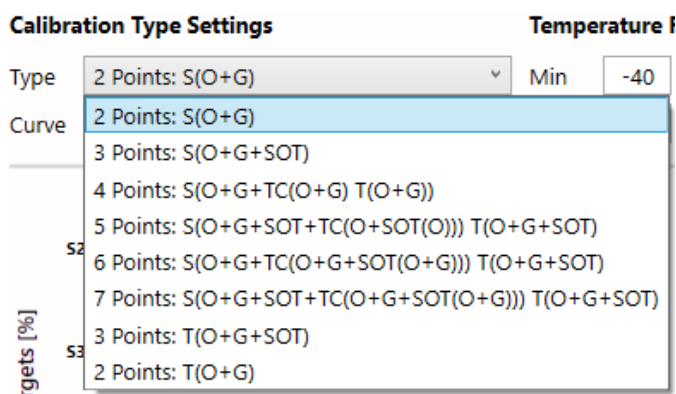 Calibration Type Settings
Temperature
Type
2 Points: S(O+G)
Min
-40
Curve
2 Points: S(O+G)
3 Points: S(O+G+SOT)
4 Points: S(O+G+TC(O+G) T(O+G))
5 Points: S(O+G+SOT+TC(O+SOT(O))) T(O+G+SOT)
6 Points: S(O+G+TC(O+G+SOT(O+G))) T(O+G+SOT)
7 Points: S(O+G+SOT+TC(O+G+SOT(O+G))) T(O+G+SOT)
3 Points: T(O+G+SOT)
2 Points: T(O+G)
S2
S3
rgets [%]